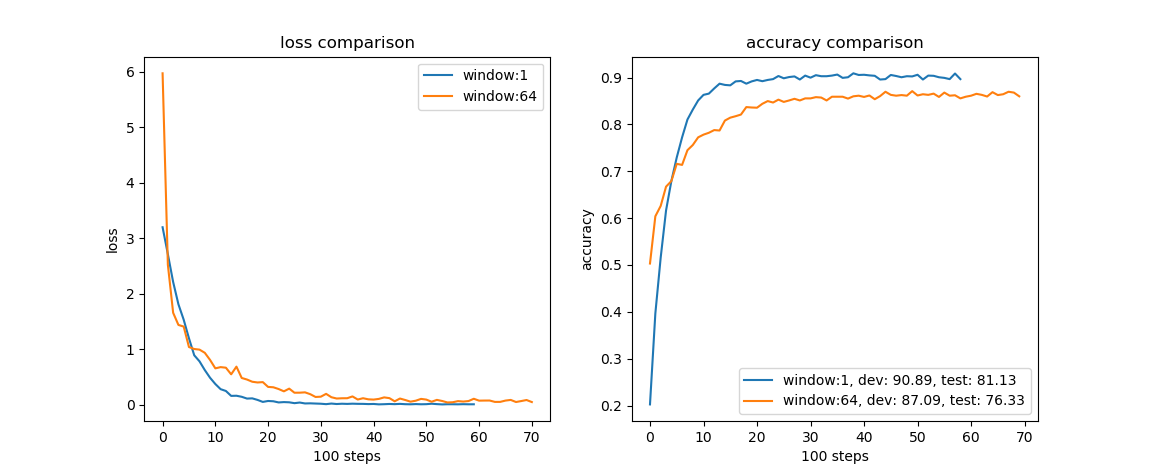 loss comparison
window:1
window:64
6
5
4
3
2
1
0
loss
0 10 20 30 40 50 60 70
100 steps
accuracy comparison
0.9
0.8
0.7
0.6
0.5
0.4
0.3
0.2
accuracy
window:1, dev: 90.89, test: 81.13
window:64, dev: 87.09, test: 76.33
0 10 20 30 40 50 60 70
100 steps